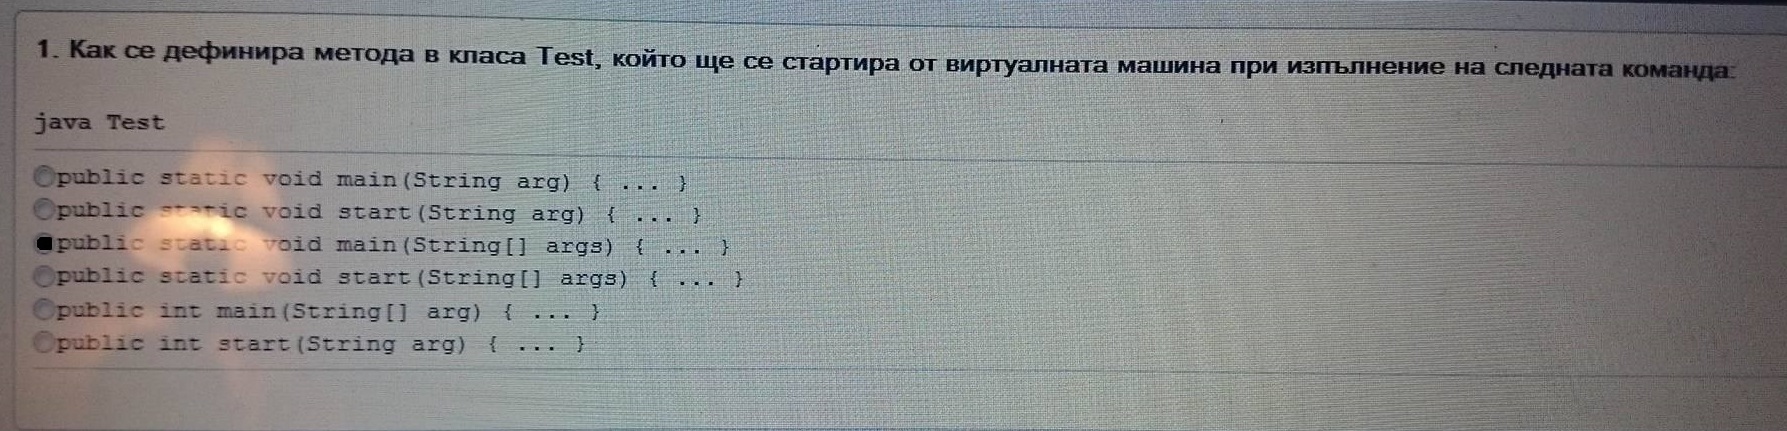 1. Как се дефинира метода в класа Test, който ще се стартира от виртуалната машина при изпълнение на следната команда:
java Test
public static void main(String arg) { ... }
public static void start(String arg) { ... }
public static void main(String[] args) { ... }
public static void start(String[] args) { ... }
public int main(String[] arg) { ... }
public int start(String arg) { ... }